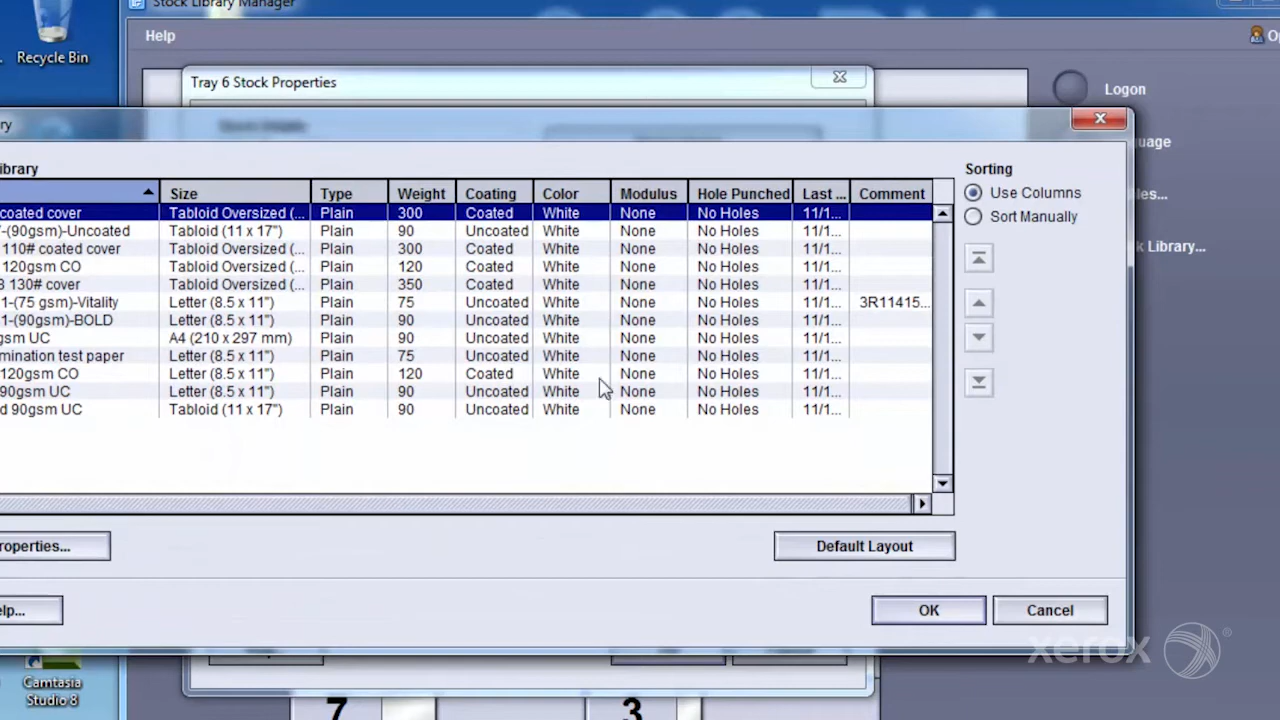 Stock Library Manager
Recycle Bin
Help
Tray 6 Stock Properties
Logon
Sorting
Size Type Weight Coating Color Modulus Hole Punched Last ... Comment
Use Columns
coated cover Tabloid Oversized (... Plain 300 Coated White None No Holes 11/1...
Sort Manually
-(90gsm)-Uncoated Tabloid (11 x 17") Plain 90 Uncoated White None No Holes 11/1...
110# coated cover Tabloid Oversized (... Plain 300 Coated White None No Holes 11/1...
Library...
120gsm CO Tabloid Oversized (... Plain 120 Coated White None No Holes 11/1...
130# cover Tabloid Oversized (... Plain 350 Coated White None No Holes 11/1...
1-(75 gsm)-Vitality Letter (8.5 x 11") Plain 75 Uncoated White None No Holes 11/1... 3R11415...
1-(90gsm)-BOLD Letter (8.5 x 11") Plain 90 Uncoated White None No Holes 11/1...
gsm UC A4 (210 x 297 mm) Plain 90 Uncoated White None No Holes 11/1...
mination test paper Letter (8.5 x 11") Plain 75 Uncoated White None No Holes 11/1...
120gsm CO Letter (8.5 x 11") Plain 120 Coated White None No Holes 11/1...
90gsm UC Letter (8.5 x 11") Plain 90 Uncoated White None No Holes 11/1...
d 90gsm UC Tabloid (11 x 17") Plain 90 Uncoated White None No Holes 11/1...
roperties...
Default Layout
elp...
OK
Cancel
xerox
Camtasia
Studio 8
7 3